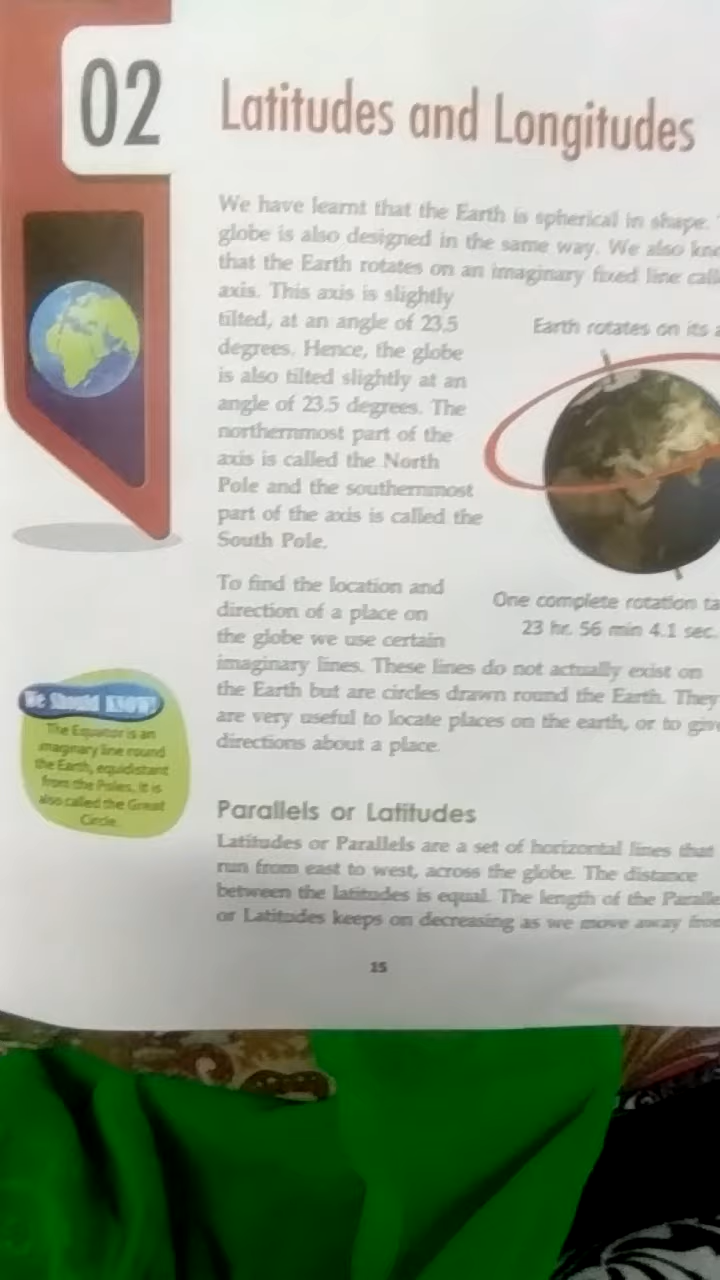 02
Latitudes and Longitudes
We have learnt that the Earth is spherical in shape.
globe is also designed in the same way. We also
that the Earth rotates on an imaginary fixed line
axis. This axis is slightly
tilted, at an angle of 23.5
degrees. Hence, the globe
is also tilted slightly at an
angle of 23.5 degrees. The
northernmost part of the
axis is called the North
Pole and the southernmost
part of the axis is called the
South Pole.
Earth rotates on its
One complete rotation
23 hr. 56 min 4.1 sec.
To find the location and
direction of a place on
the globe we use certain
imaginary lines. These lines do not actually exist on
the Earth but are circles drawn round the Earth. They
are very useful to locate places on the earth, or to
directions about a place.
We Should KNOW!
The Equator is an
imaginary line round
the Earth, equidistant
from the Poles. It is
also called the Great
Circle.
Parallels or Latitudes
Latitudes or Parallels are a set of horizontal lines that
run from east to west, across the globe. The distance
between the latitudes is equal. The length of the
or Latitudes keeps on decreasing as we move away
15